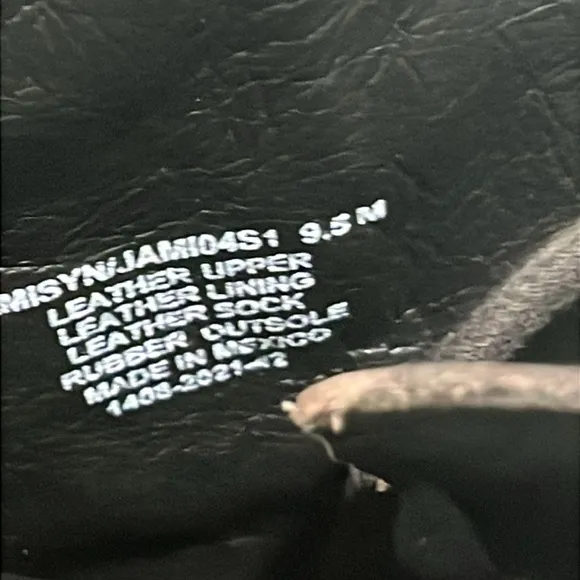 MISYN/JAMI04S1 9.5 M
LEATHER UPPER
LEATHER LINING
LEATHER SOCK
RUBBER OUTSOLE
MADE IN MEXICO
1408-2021-42